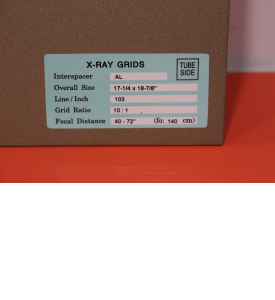 X-RAY GRIDS
TUBE SIDE
Interspacer AL
Overall Size 17-1/4 x 18-7/8"
Line / Inch 103
Grid Ratio 10 : 1
Focal Distance 40 - 72" (fo: 140 cm)